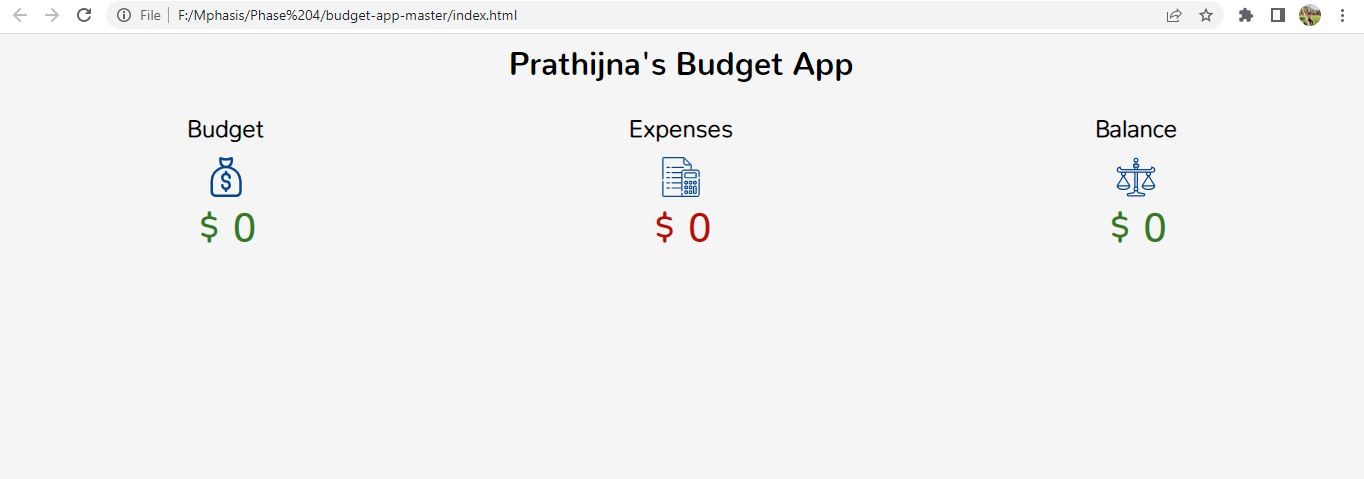 File F:/Mphasis/Phase%204/budget-app-master/index.html
Prathijna's Budget App
Budget Expenses Balance
$ 0 $ 0 $ 0